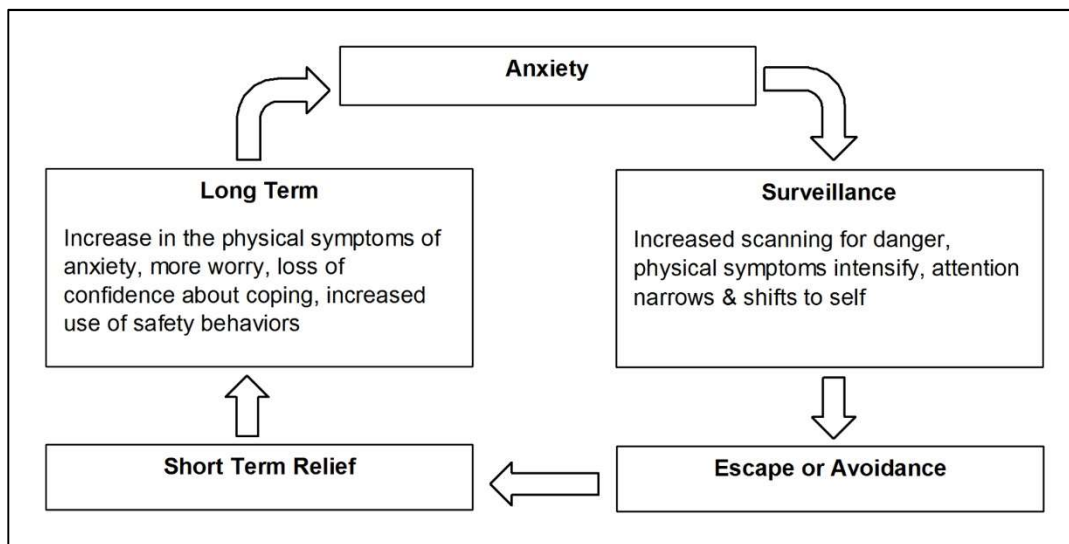 Anxiety
Long Term
Increase in the physical symptoms of
anxiety, more worry, loss of
confidence about coping, increased
use of safety behaviors
Surveillance
Increased scanning for danger,
physical symptoms intensify, attention
narrows & shifts to self
Short Term Relief
Escape or Avoidance